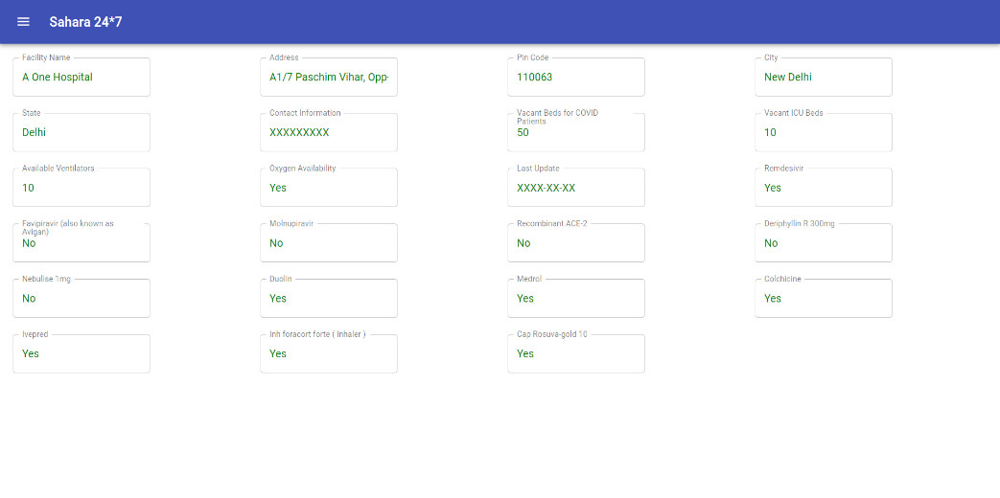 Sahara 24*7
Facility Name
A One Hospital
Address
A1/7 Paschim Vihar, Opp-
Pin Code
110063
City
New Delhi
State
Delhi
Contact Information
XXXXXXXXX
Vacant Beds for COVID
Patients
50
Vacant ICU Beds
10
Available Ventilators
10
Oxygen Availability
Yes
Last Update
XXXX-XX-XX
Remdesivir
Yes
Favipiravir (also known as
Avigan)
No
Molnupiravir
No
Recombinant ACE-2
No
Deriphyllin R 300mg
No
Nebulise 1mg
No
Duolin
Yes
Medrol
Yes
Colchicine
Yes
Ivepred
Yes
Inh foracort forte ( Inhaler )
Yes
Cap Rosuva-gold 10
Yes